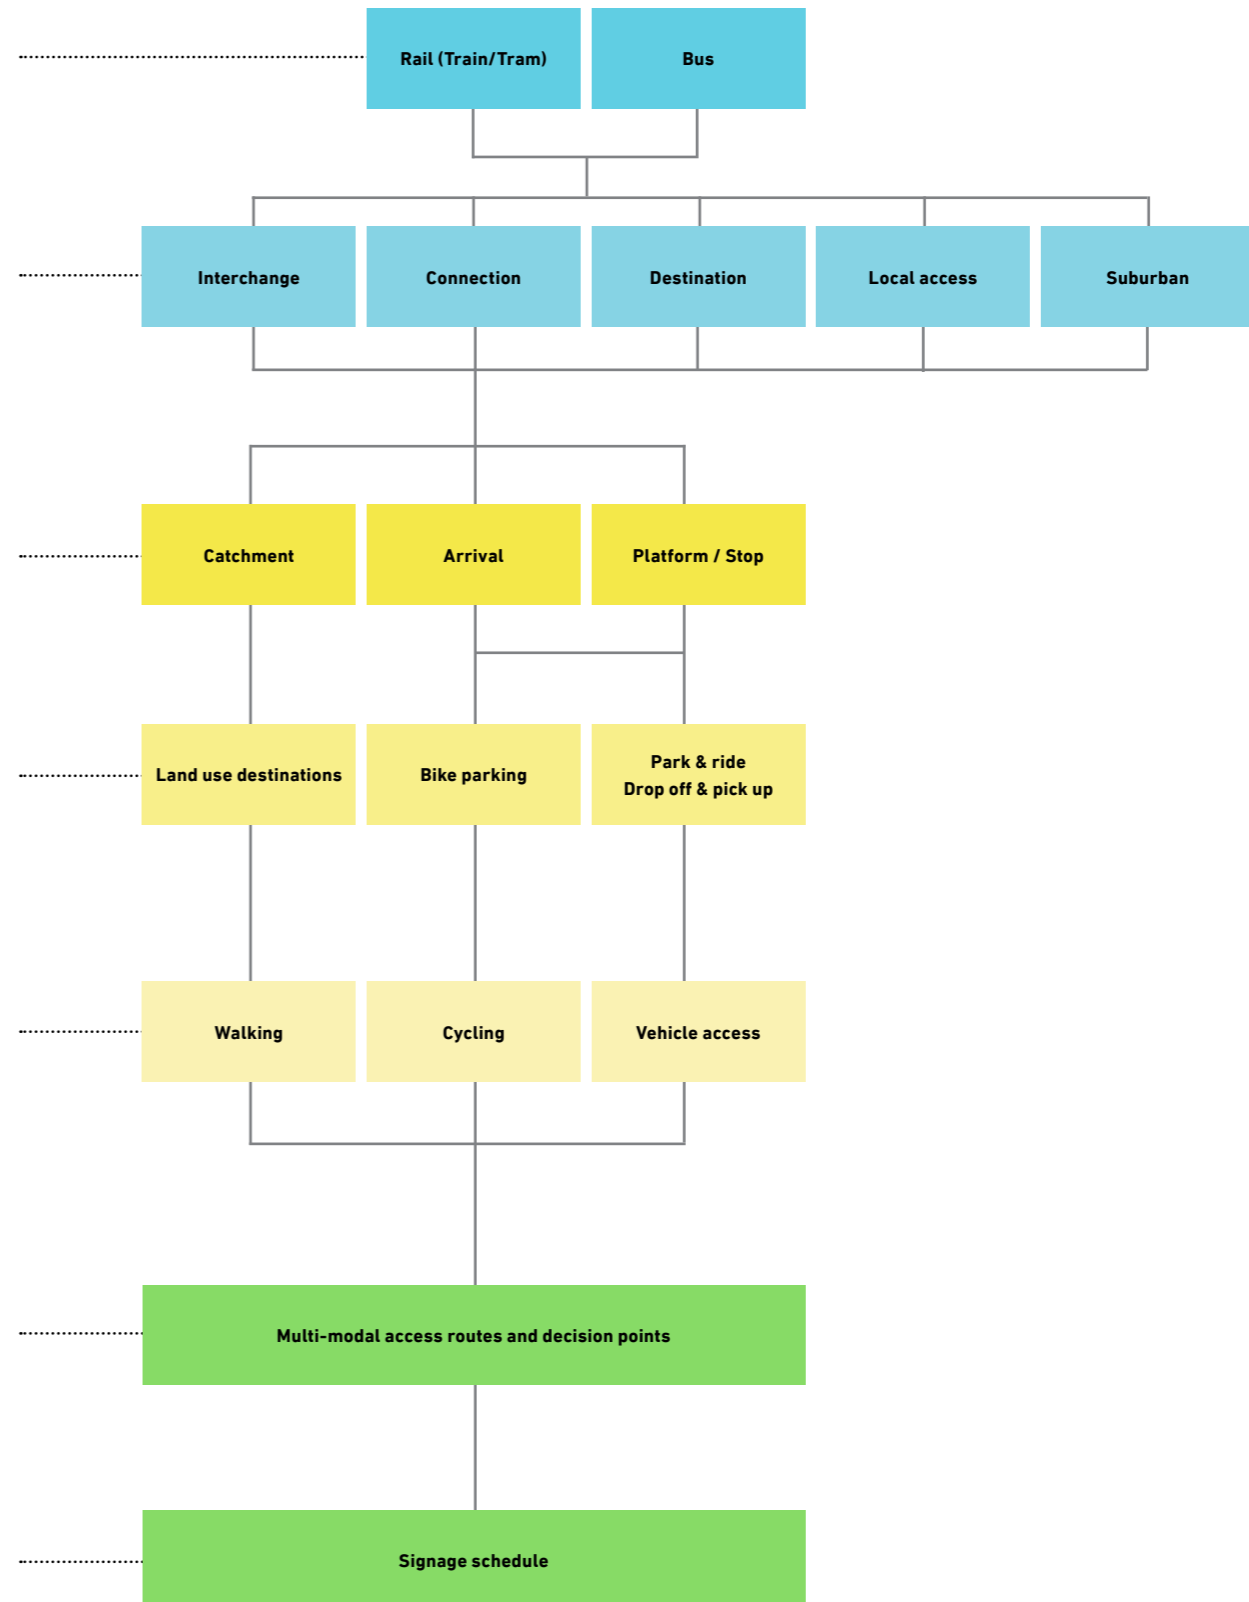 Rail (Train/Tram)
Bus
Interchange
Connection
Destination
Local access
Suburban
Catchment
Arrival
Platform / Stop
Land use destinations
Bike parking
Park & ride
Drop off & pick up
Walking
Cycling
Vehicle access
Multi-modal access routes and decision points
Signage schedule